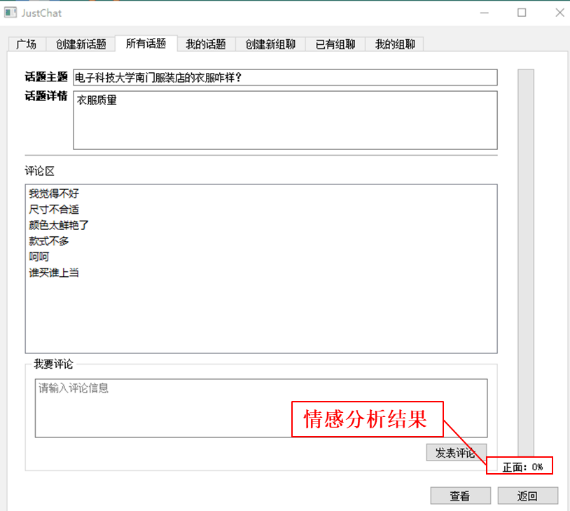 JustChat
广场 创建新话题 所有话题 我的话题 创建新组聊 已有组聊 我的组聊
话题主题 电子科技大学南门服装店的衣服咋样?
话题详情 衣服质量
评论区
我觉得不好
尺寸不合适
颜色太鲜艳了
款式不多
呵呵
谁买谁上当
我要评论
请输入评论信息
情感分析结果
发表评论
正面: 0%
查看 返回